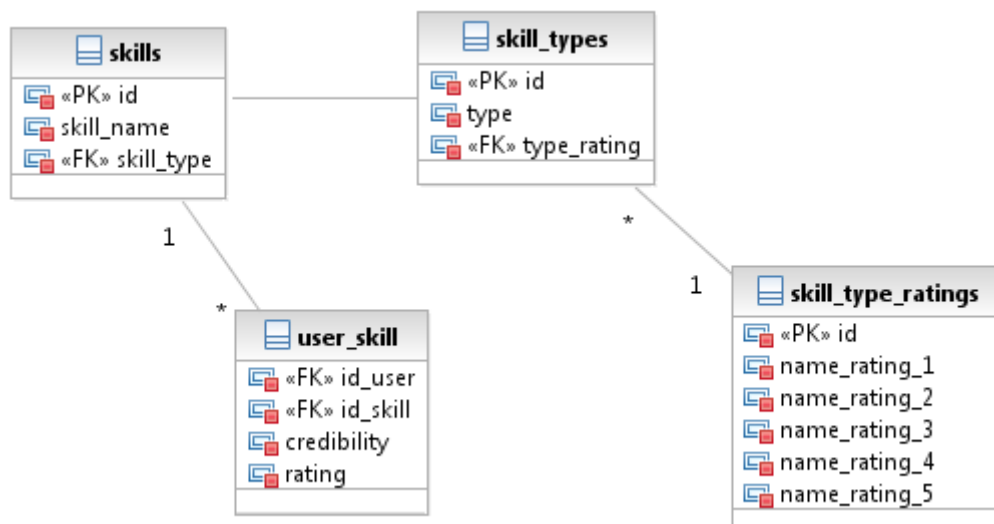 skills
«PK» id
skill_name
«FK» skill_type
skill_types
«PK» id
type
«FK» type_rating
1
*
user_skill
«FK» id_user
«FK» id_skill
credibility
rating
*
1
skill_type_ratings
«PK» id
name_rating_1
name_rating_2
name_rating_3
name_rating_4
name_rating_5